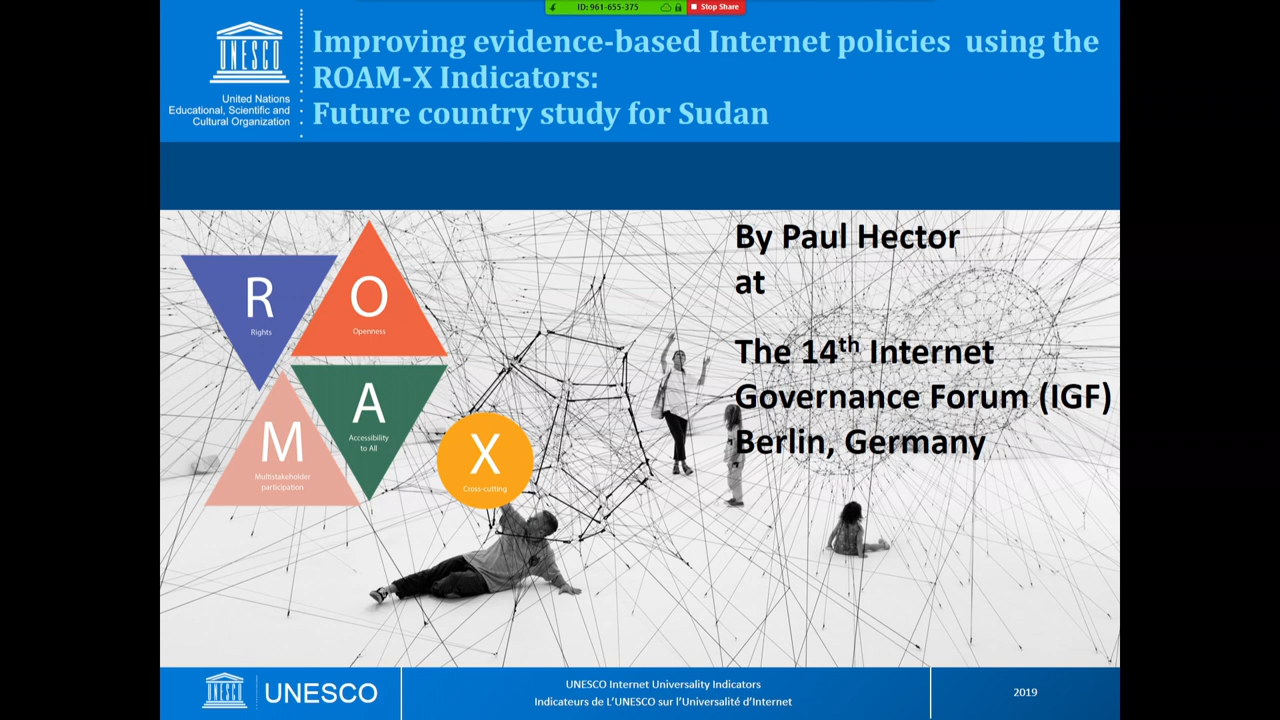 ID: 961-655-375
Stop Share
UNESCO
United Nations
Educational, Scientific and
Cultural Organization
Improving evidence-based Internet policies using the
ROAM-X Indicators:
Future country study for Sudan
R
Rights
O
Openness
A
Accessibility
to All
M
Multistakeholder
participation
X
Cross-cutting
By Paul Hector
at
The 14th Internet
Governance Forum (IGF)
Berlin, Germany
UNESCO
UNESCO
UNESCO Internet Universality Indicators
Indicateurs de L’UNESCO sur l’Universalité d’Internet
2019